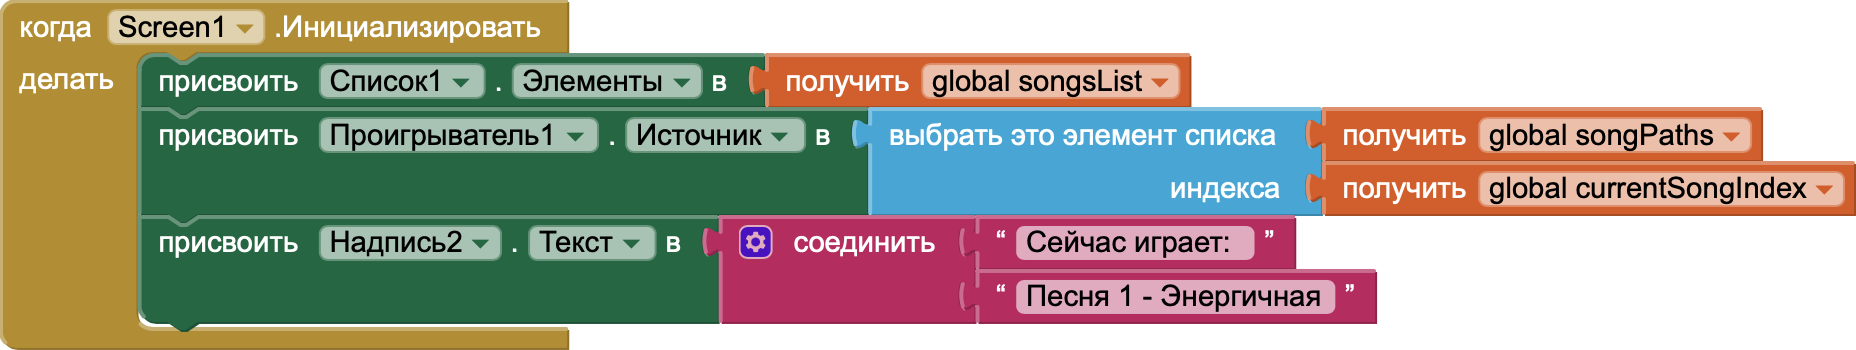 когда Screen1 .Инициализировать
делать присвоить Список1 . Элементы в получить global songsList
присвоить Проигрыватель1 . Источник в выбрать это элемент списка получить global songPaths
индекса получить global currentSongIndex
присвоить Надпись2 . Текст в соединить “ Сейчас играет: ”
“ Песня 1 - Энергичная ”